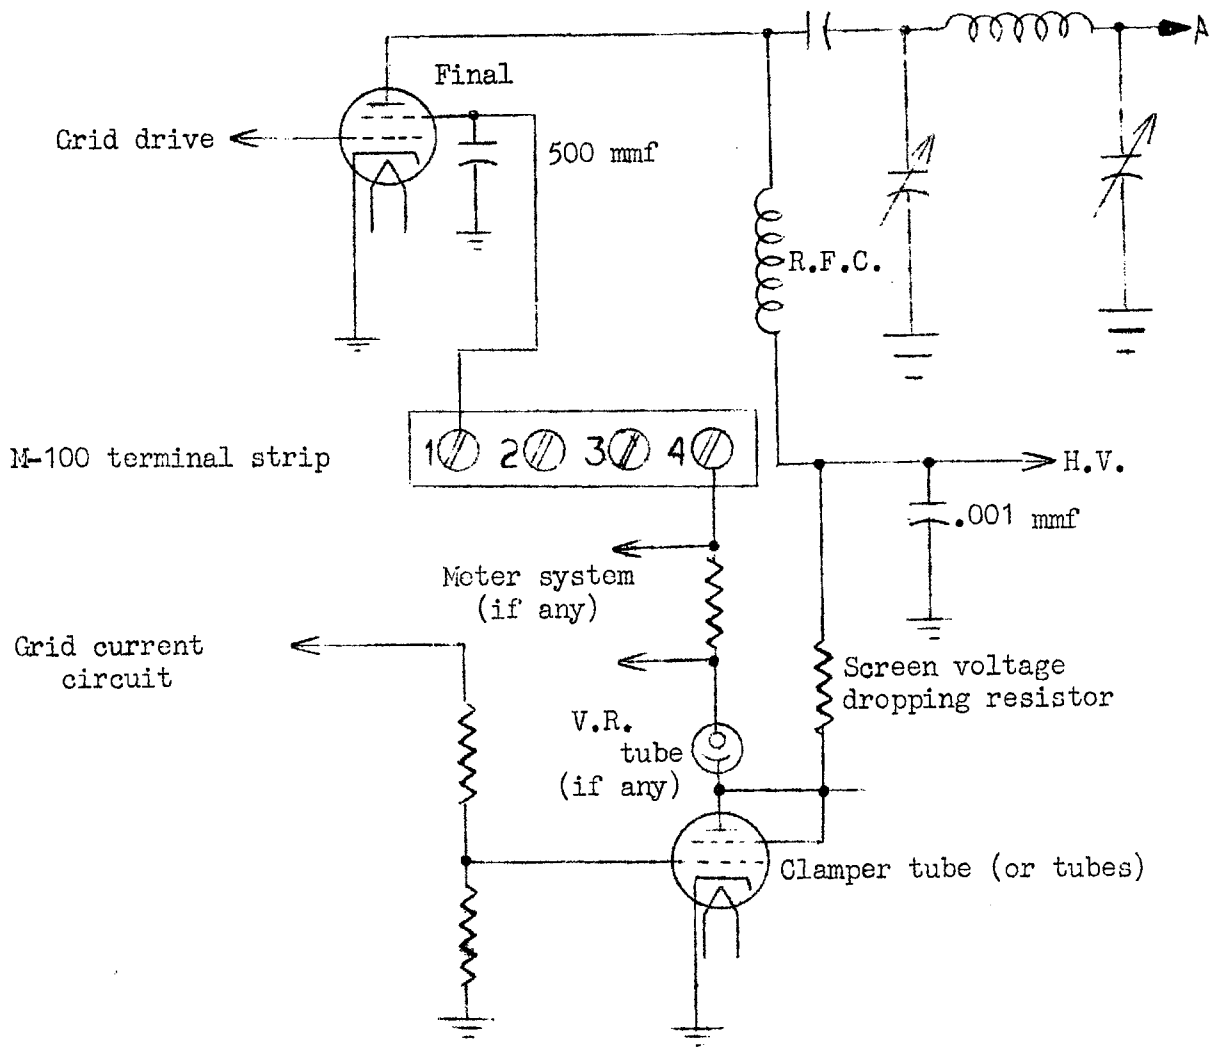 Final
A
Grid drive
500 mmf
R.F.C.
M-100 terminal strip
1 2 3 4
H.V.
.001 mmf
Meter system
(if any)
Grid current
circuit
Screen voltage
dropping resistor
V.R.
tube
(if any)
Clamper tube (or tubes)